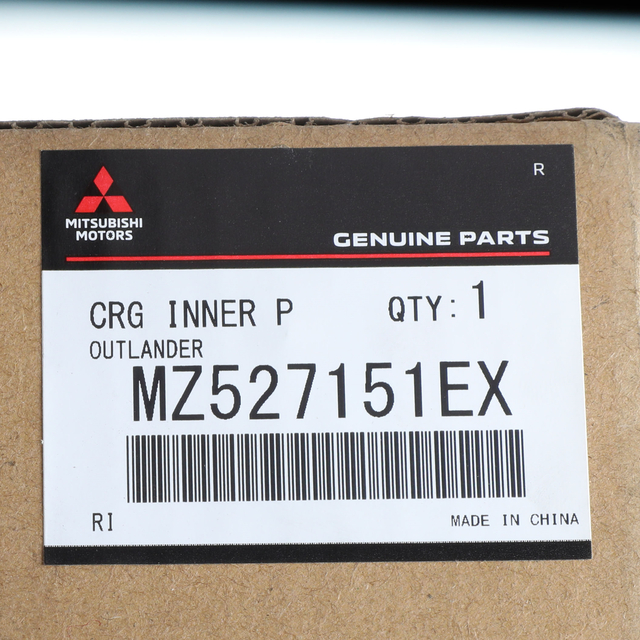 R
MITSUBISHI
MOTORS
GENUINE PARTS
CRG INNER P QTY: 1
OUTLANDER
MZ527151EX
RI MADE IN CHINA